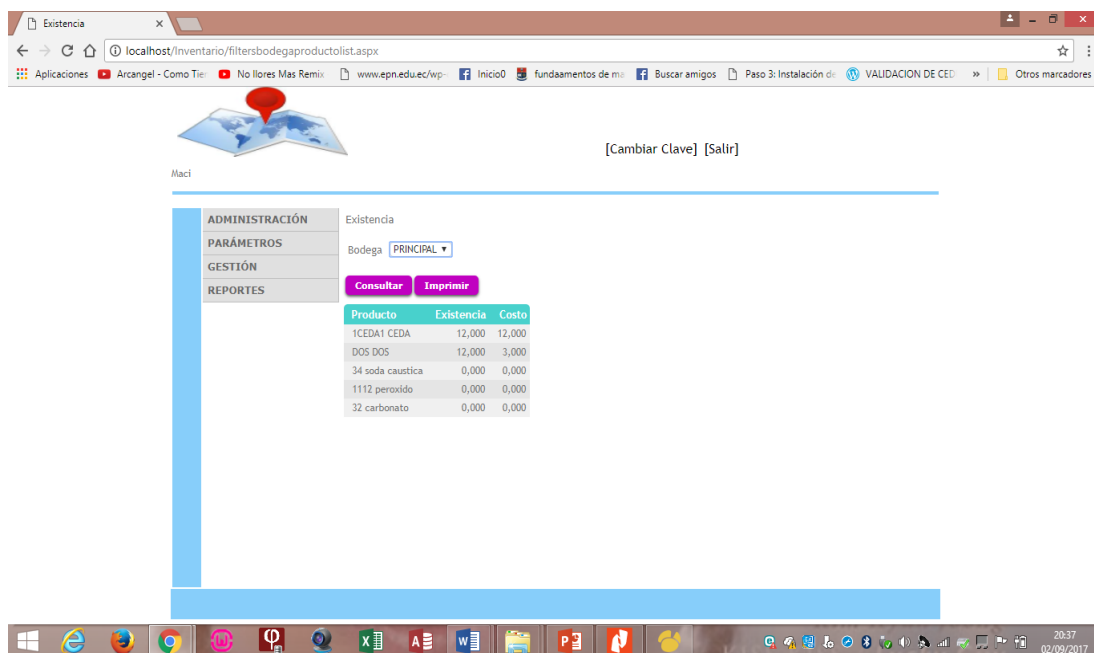 Existencia
localhost/Inventario/filtersbodegaproductolist.aspx
Aplicaciones Arcangel - Como Tier No llores Mas Remix www.epn.edu.ec/wp- Inicio0 fundaamentos de ma Buscar amigos Paso 3: Instalación de VALIDACION DE CED » Otros marcadores
[Cambiar Clave] [Salir]
Maci
ADMINISTRACIÓN
PARÁMETROS
GESTIÓN
REPORTES
Existencia
Bodega PRINCIPAL
Consultar Imprimir
Producto Existencia Costo
1CEDA1 CEDA 12,000 12,000
DOS DOS 12,000 3,000
34 soda caustica 0,000 0,000
1112 peroxido 0,000 0,000
32 carbonato 0,000 0,000
20:37
02/09/2017